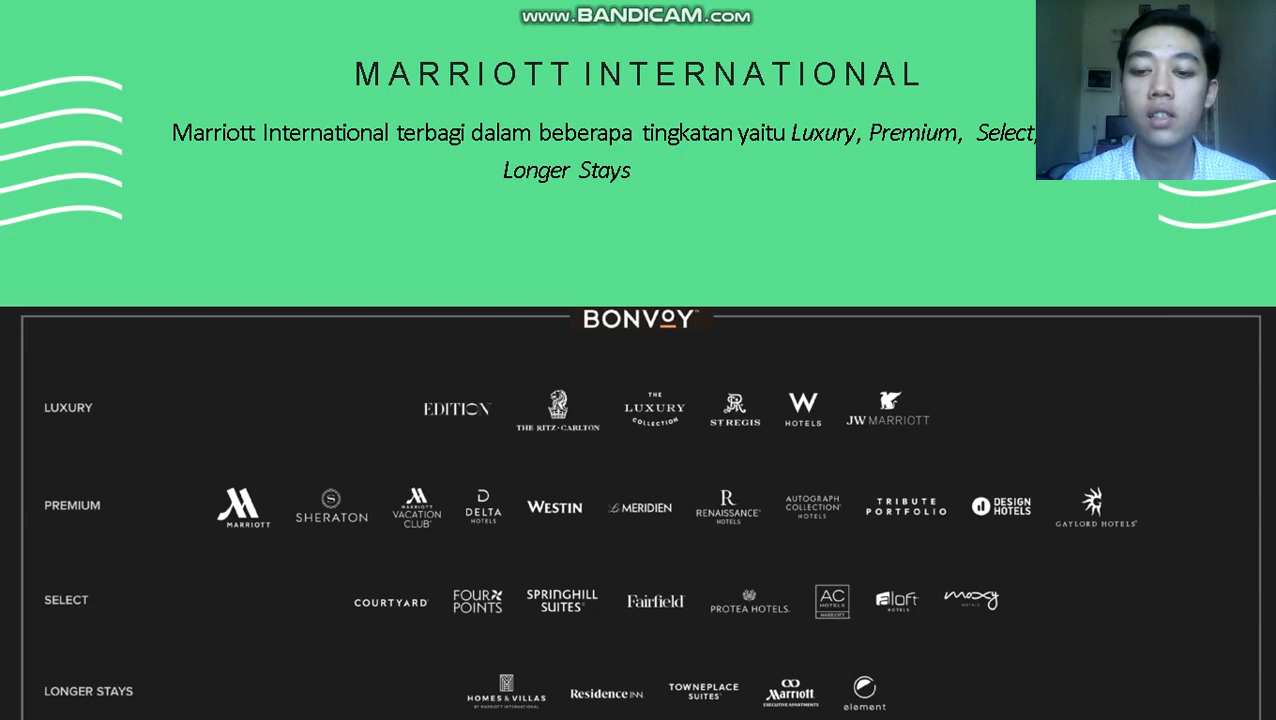 www.BANDICAM.com
MARRIOTT INTERNATIONAL
Marriott International terbagi dalam beberapa tingkatan yaitu Luxury, Premium, Select,
Longer Stays
BONVOY™
LUXURY
EDITION
THE RITZ-CARLTON
THE
LUXURY
COLLECTION
ST REGIS
W
HOTELS
JW MARRIOTT
PREMIUM
MARRIOTT
S
SHERATON
MARRIOTT
VACATION
CLUB
D
DELTA
HOTELS
WESTIN
Le MERIDIEN
R
RENAISSANCE
HOTELS
AUTOGRAPH
COLLECTION
HOTELS
TRIBUTE
PORTFOLIO
DESIGN
HOTELS
GAYLORD HOTELS
SELECT
COURTYARD
FOUR
POINTS
SPRINGHILL
SUITES
Fairfield
PROTEA HOTELS.
AC
HOTELS
MARRIOTT
aloft
HOTELS
moxy
HOTELS
LONGER STAYS
HOMES & VILLAS
BY MARRIOTT INTERNATIONAL
Residence INN
TOWNEPLACE
SUITES
Marriott
EXECUTIVE APARTMENTS
element